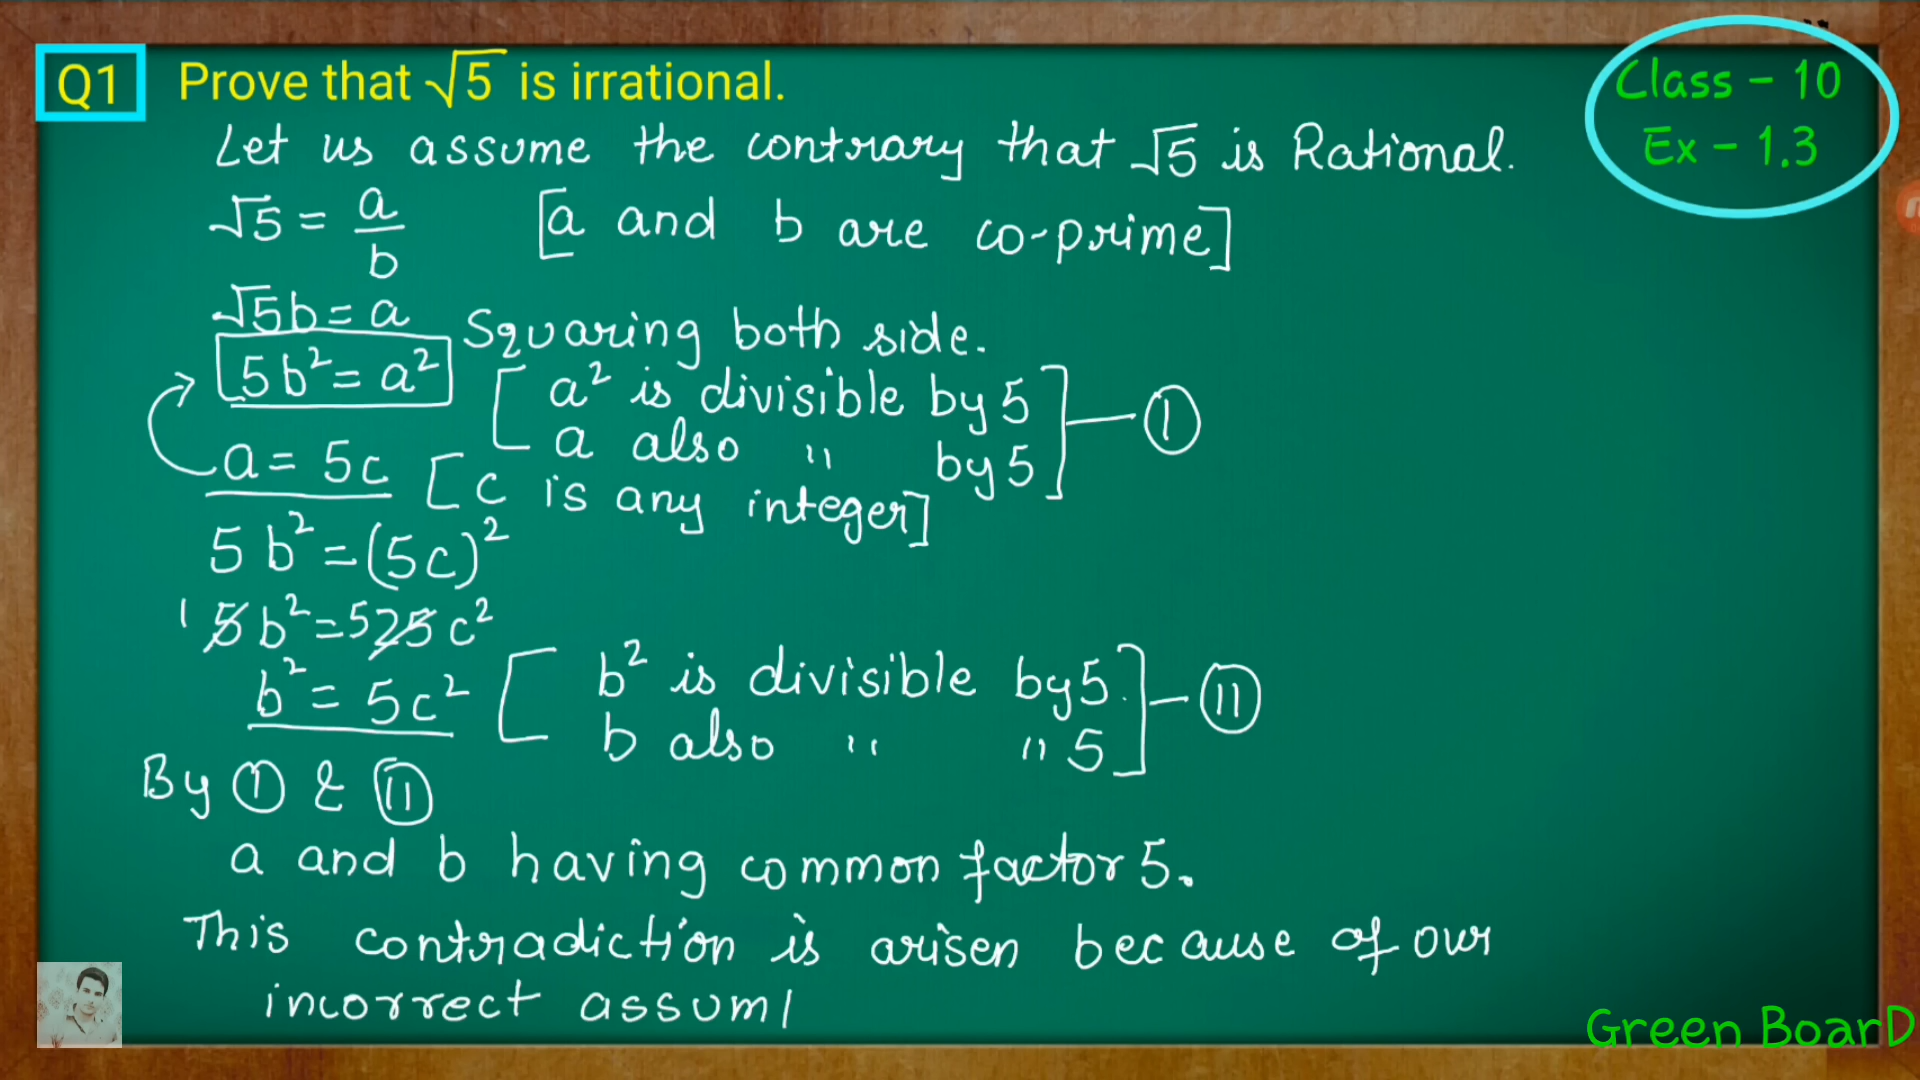 Q1 Prove that √5 is irrational.
Class - 10
Ex - 1.3
Let us assume the contrary that √5 is Rational.
√5 = a/b [a and b are co-prime]
√5b = a Squaring both side.
5b² = a² [a² is divisible by 5
a also " by 5] — I
a = 5c [c is any integer]
5b² = (5c)²
1 5b² = 5 25c²
b² = 5c² [b² is divisible by 5.
b also " " 5] — II
By I & II
a and b having common factor 5.
This contradiction is arisen because of our
incorrect assum
Green BoarD